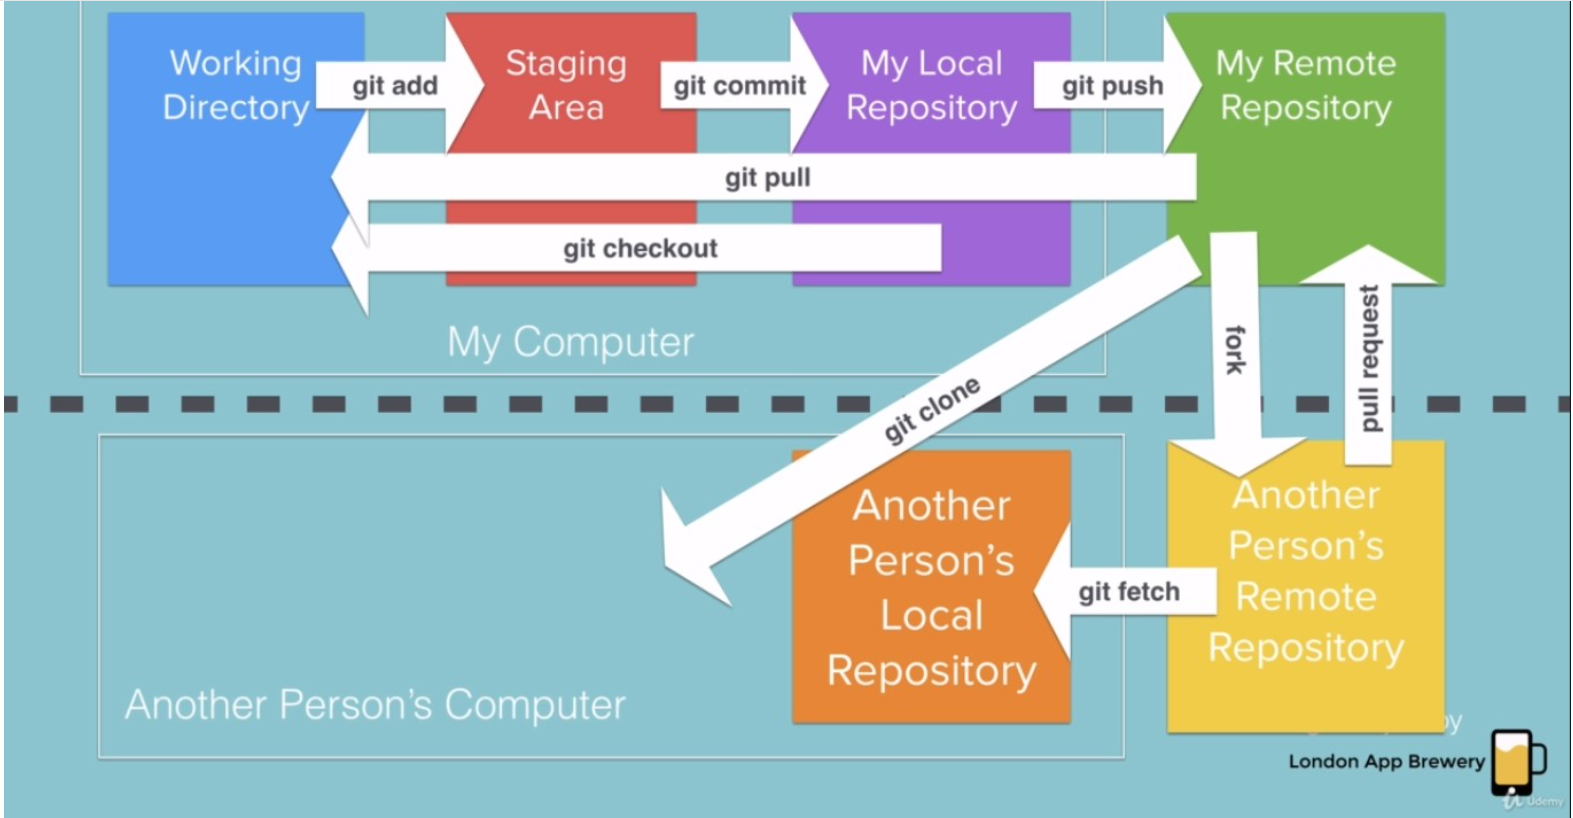 Working
Directory
git add
Staging
Area
git commit
My Local
Repository
git push
My Remote
Repository
git pull
git checkout
My Computer
git clone
fork
pull request
Another
Person's
Local
Repository
git fetch
Another
Person's
Remote
Repository
Another Person's Computer
London App Brewery
Udemy